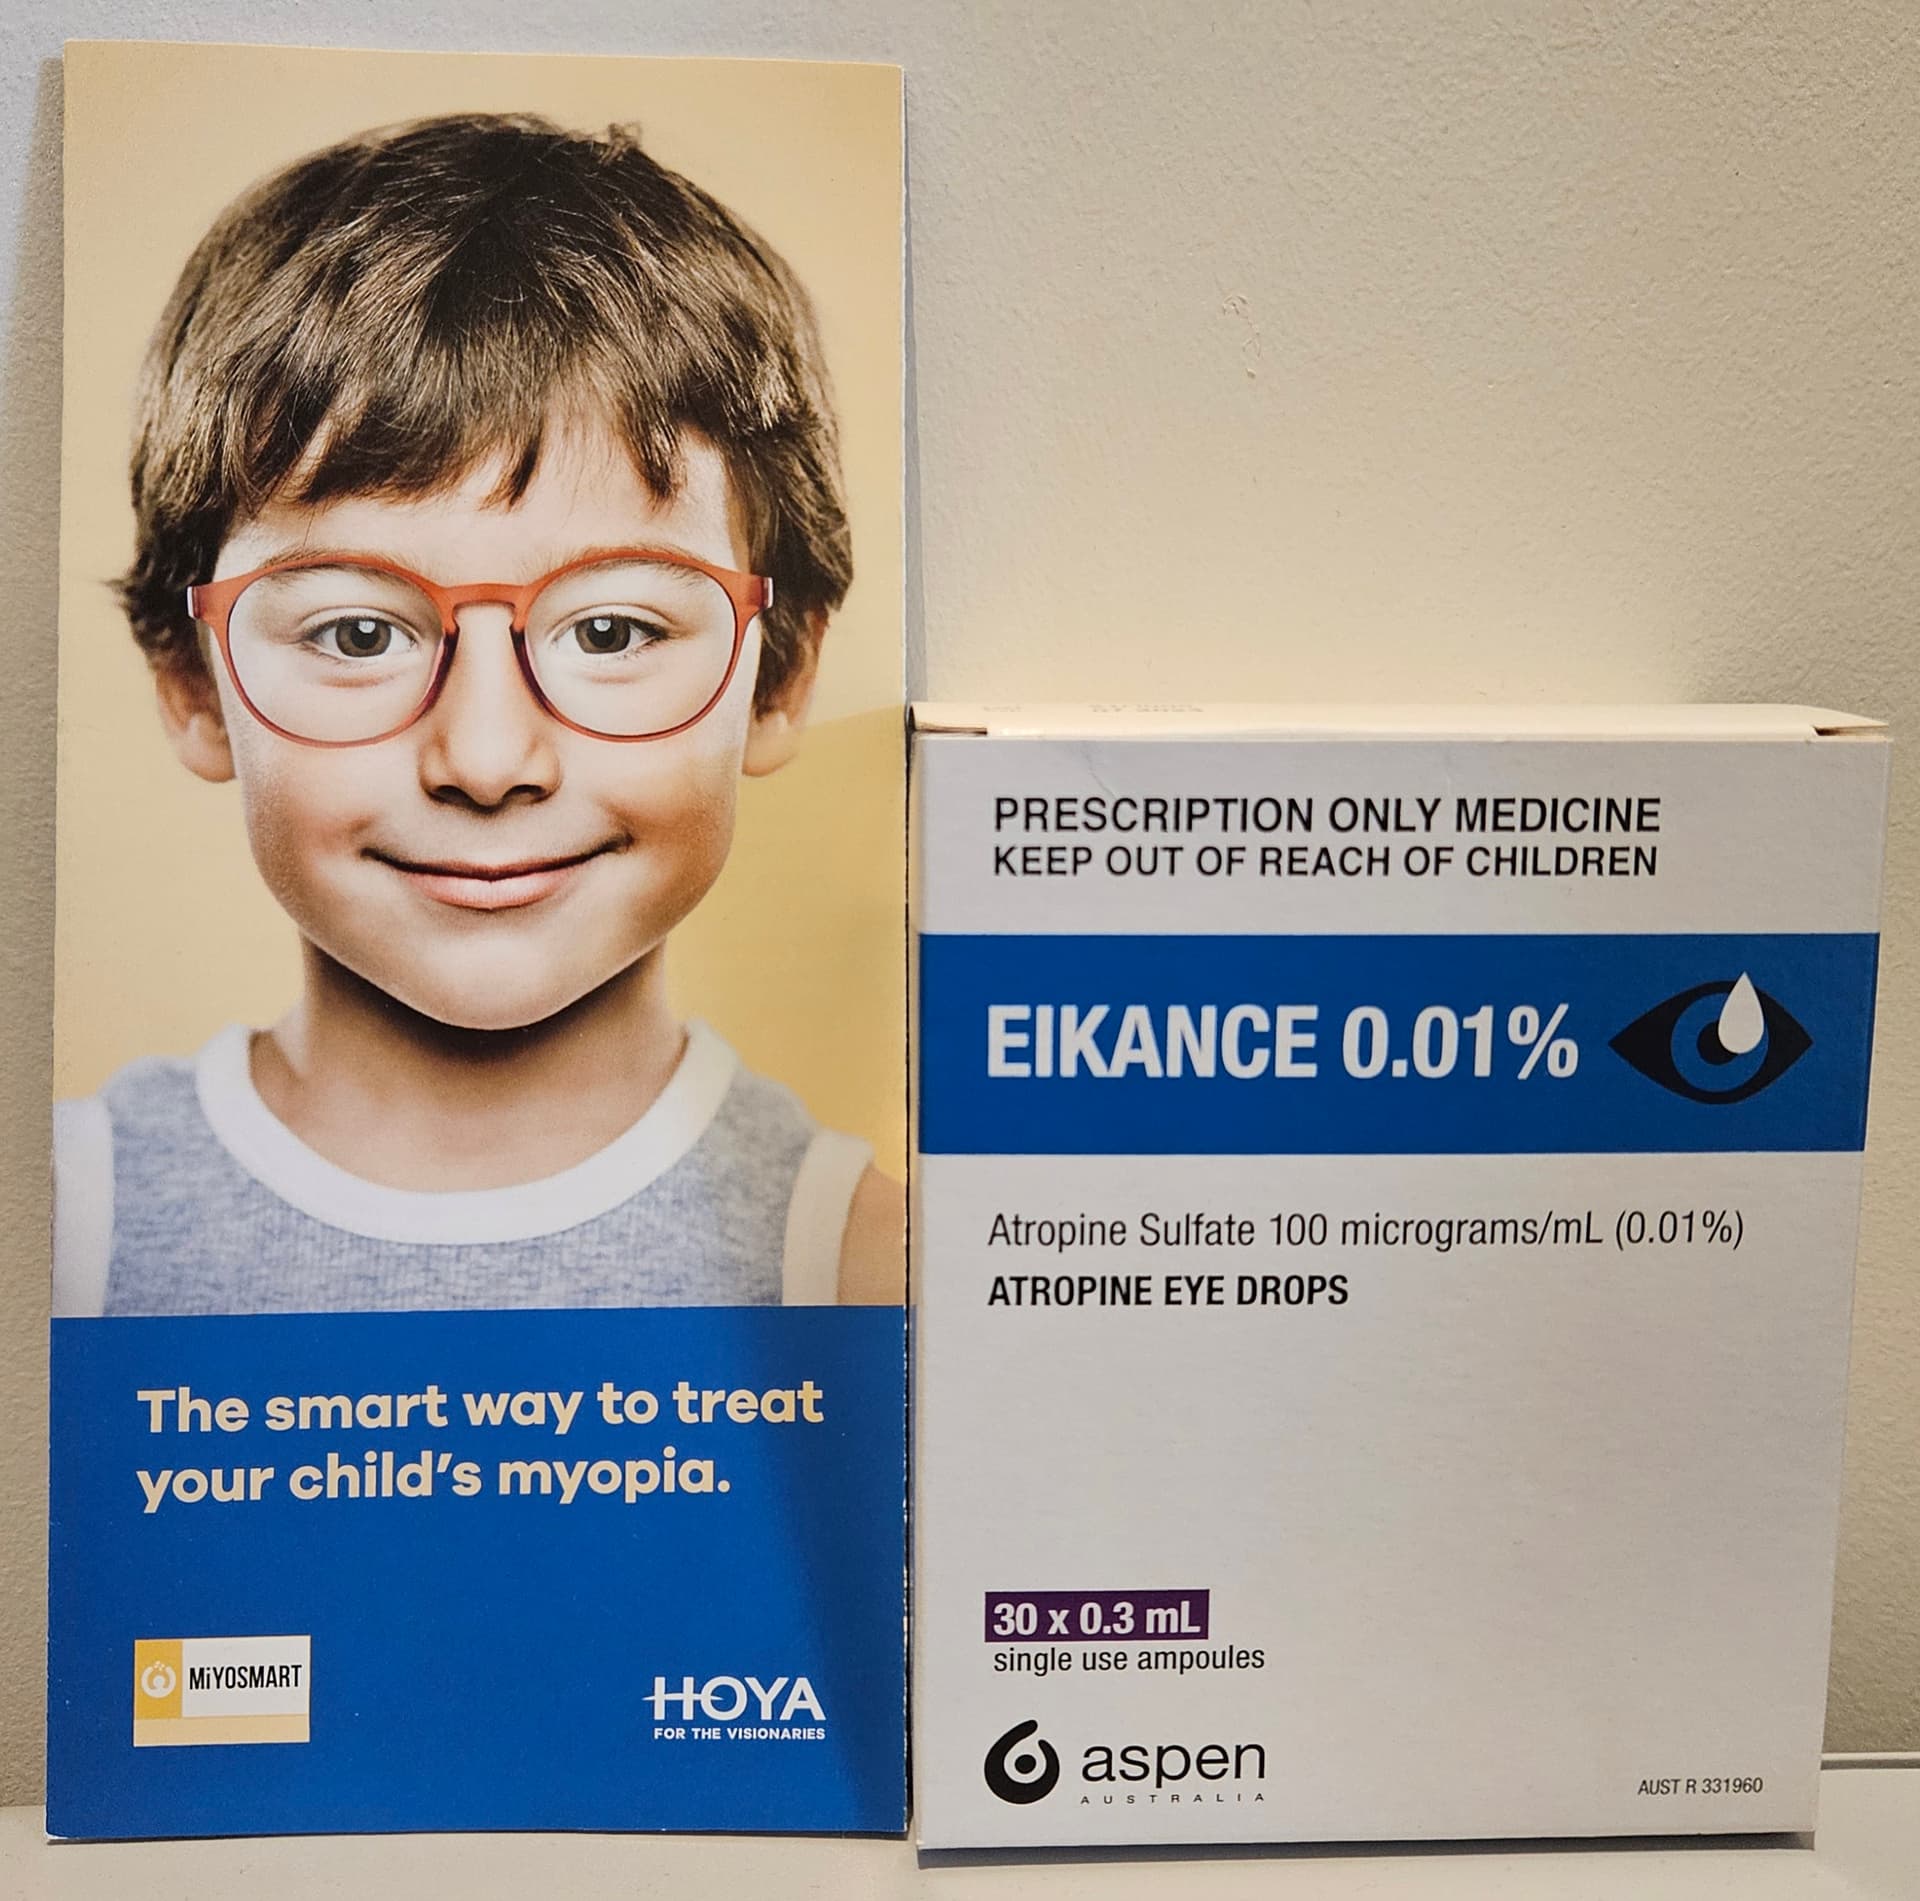 The smart way to treat
your child's myopia.
MiYOSMART
HOYA
FOR THE VISIONARIES
PRESCRIPTION ONLY MEDICINE
KEEP OUT OF REACH OF CHILDREN
EIKANCE 0.01%
Atropine Sulfate 100 micrograms/mL (0.01%)
ATROPINE EYE DROPS
30 x 0.3 mL
single use ampoules
aspen
AUSTRALIA
AUST R 331960